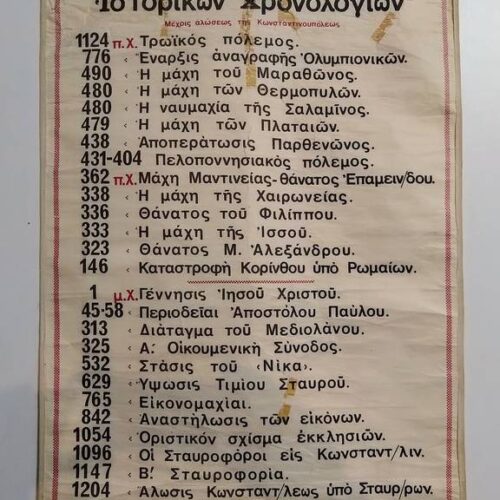 Ἱστορικῶν Χρονολογιῶν
Μέχρις ἁλώσεως τῆς Κωνσταντινουπόλεως
1124 π.χ. Τρωϊκός πόλεμος.
776 « Ἔναρξις ἀναγραφῆς Ὀλυμπιονικῶν.
490 « Ἡ μάχη τοῦ Μαραθῶνος.
480 « Ἡ μάχη τῶν Θερμοπυλῶν.
480 « Ἡ ναυμαχία τῆς Σαλαμῖνος.
479 « Ἡ μάχη τῶν Πλαταιῶν.
438 « Ἀποπεράτωσις Παρθενῶνος.
431-404 Πελοποννησιακὸς πόλεμος.
362 π.χ. Μάχη Μαντινείας-θάνατος Ἐπαμειν/δου.
338 « Ἡ μάχη τῆς Χαιρωνείας.
336 « Θάνατος τοῦ Φιλίππου.
333 « Ἡ μάχη τῆς Ἰσσοῦ.
323 « Θάνατος Μ. Ἀλεξάνδρου.
146 « Καταστροφὴ Κορίνθου ὑπὸ Ρωμαίων.
1 μ.χ. Γέννησις Ἰησοῦ Χριστοῦ.
45-58 « Περιοδεῖαι Ἀποστόλου Παύλου.
313 « Διάταγμα τοῦ Μεδιολάνου.
325 « Α΄. Οἰκουμενικὴ Σύνοδος.
532 « Στάσις τοῦ «Νίκα».
629 « Ὕψωσις Τιμίου Σταυροῦ.
765 « Εἰκονομαχίαι.
842 « Ἀναστήλωσις τῶν εἰκόνων.
1054 « Ὁριστικόν σχίσμα ἐκκλησιῶν.
1096 « Οἱ Σταυροφόροι εἰς Κωνσταντ/λιν.
1147 « Β΄. Σταυροφορία.
1204 « Ἅλωσις Κωνσταντ/λεως ὑπό Σταυρ/ρων.